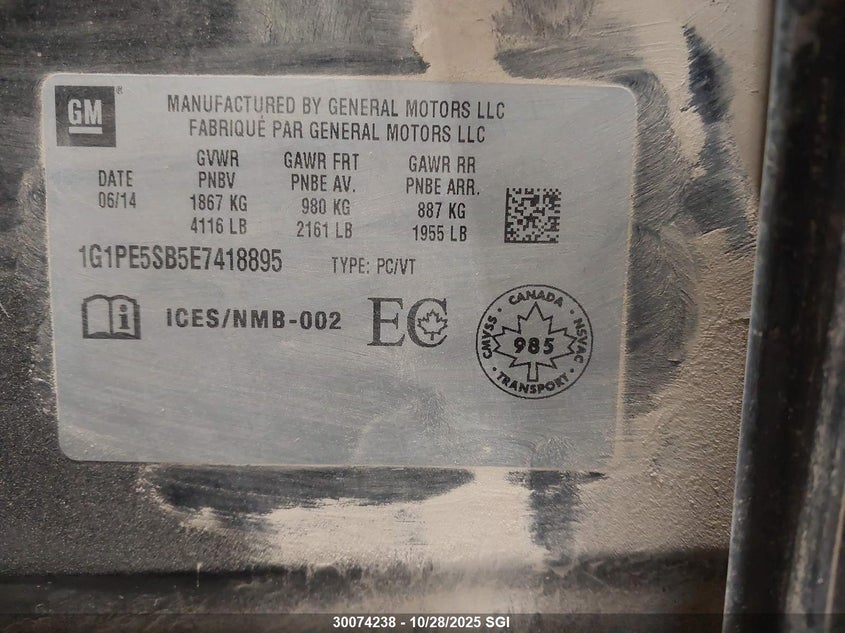 GM
MANUFACTURED BY GENERAL MOTORS LLC
FABRIQUÉ PAR GENERAL MOTORS LLC
GVWR GAWR FRT GAWR RR
DATE PNBV PNBE AV. PNBE ARR.
06/14 1867 KG 980 KG 887 KG
4116 LB 2161 LB 1955 LB
1G1PE5SB5E7418895 TYPE: PC/VT
ICES/NMB-002 EC
CANADA
CMVSS 985 NSVAC
TRANSPORT
30074238 - 10/28/2025 SGI